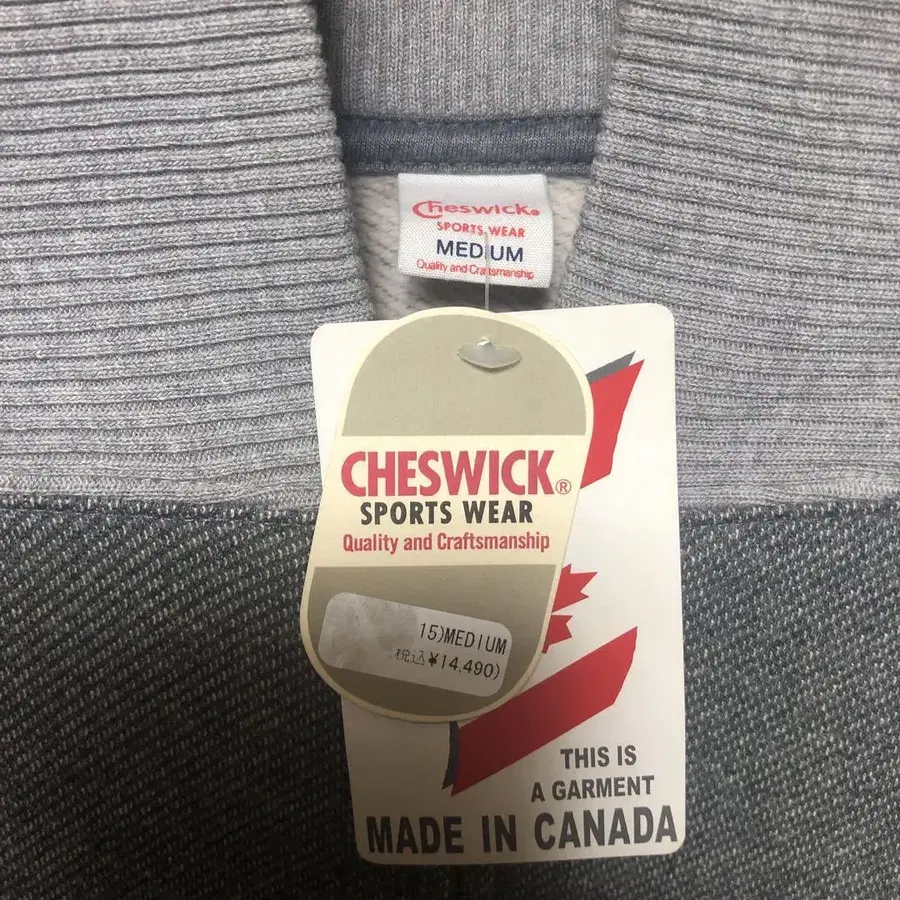 Cheswick®
SPORTS WEAR
MEDIUM
Quality and Craftsmanship
CHESWICK®
SPORTS WEAR
Quality and Craftsmanship
15)MEDIUM
税込¥14,490)
THIS IS
A GARMENT
MADE IN CANADA